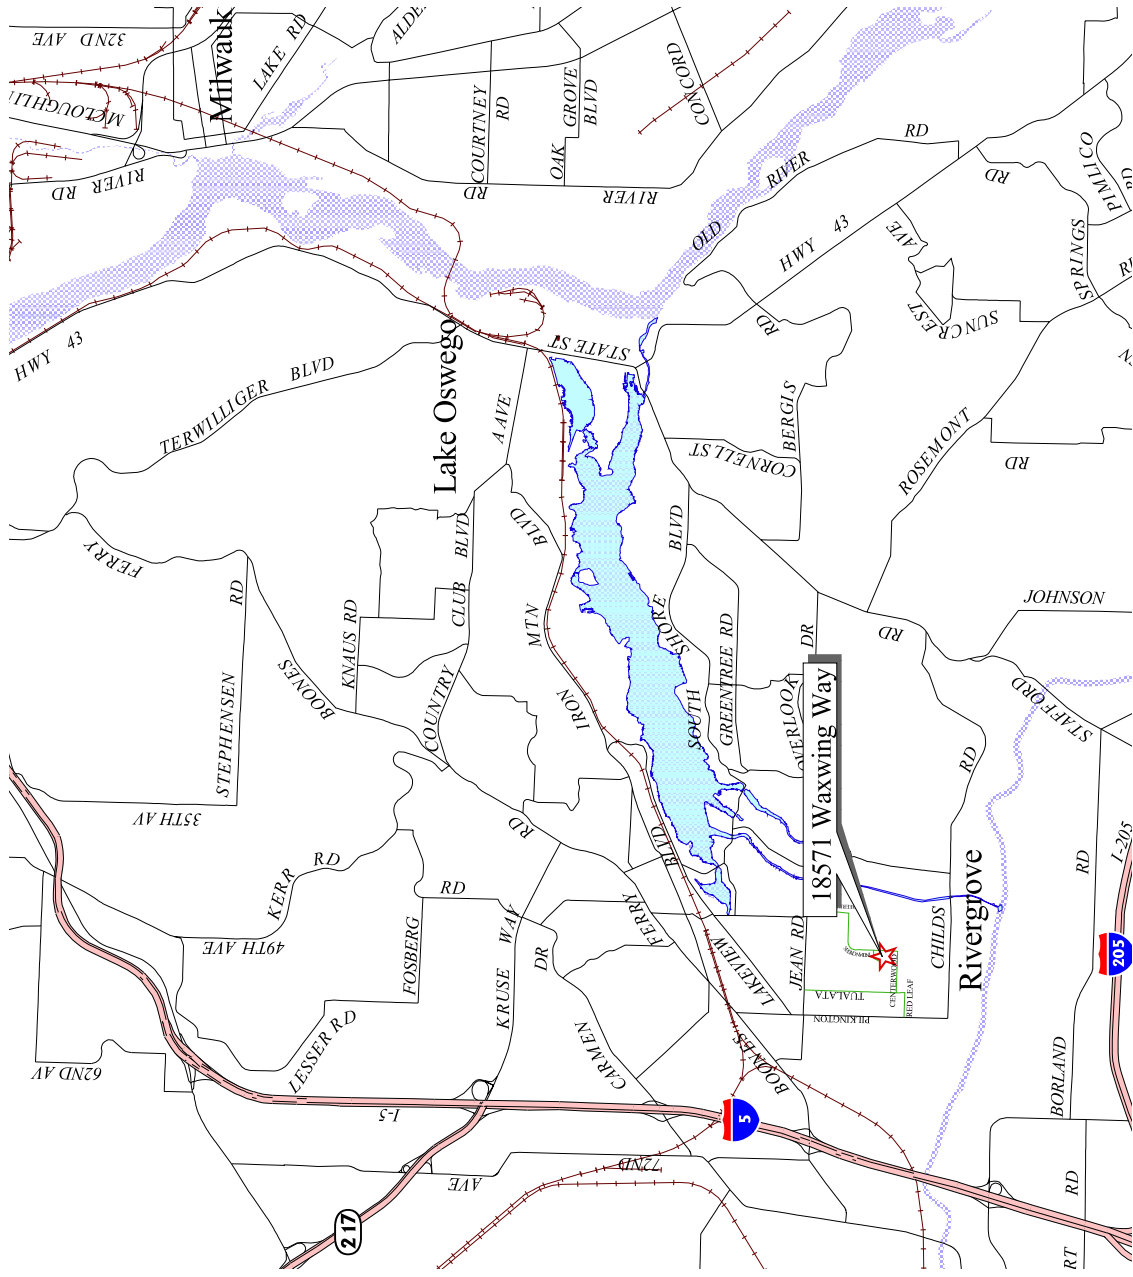 32ND AVE
MCLOUGHLI
Milwauk
LAKE RD
ALDE
RIVER RD
COURTNEY
RD
GROVE
BLVD
OAK
CONCORD
RD
RIVER
RIVER
OLD
RD
HWY 43
AVE
RD
PIMLICO
RD
SPRINGS
SUNCREST
RD
HWY 43
TERWILLIGER BLVD
Lake Oswego
STATE ST
A AVE
CORNELL ST
BERGIS
RD
ROSEMONT
RD
FERRY
STEPHENSEN
RD
BOONES
KNAUS RD
COUNTRY
CLUB
BLVD
BLVD
MTN
IRON
BLVD
SHORE
SOUTH
GREENTREE RD
OVERLOOK
DR
RD
JOHNSON
STAFFORD
RD
18571 Waxwing Way
35TH AV
KERR RD
49TH AVE
RD
FOSBERG
KRUSE WAY
DR
CARMEN
RD
FERRY
BLVD
LAKEVIEW
BOONES
JEAN RD
TUALATA
PILKINGTON
CENTERWOOD
RED LEAF
CHILDS
Rivergrove
RD
BORLAND
I-205
205
62ND AV
LESSER RD
I-5
5
72ND
AVE
217
RD
RT